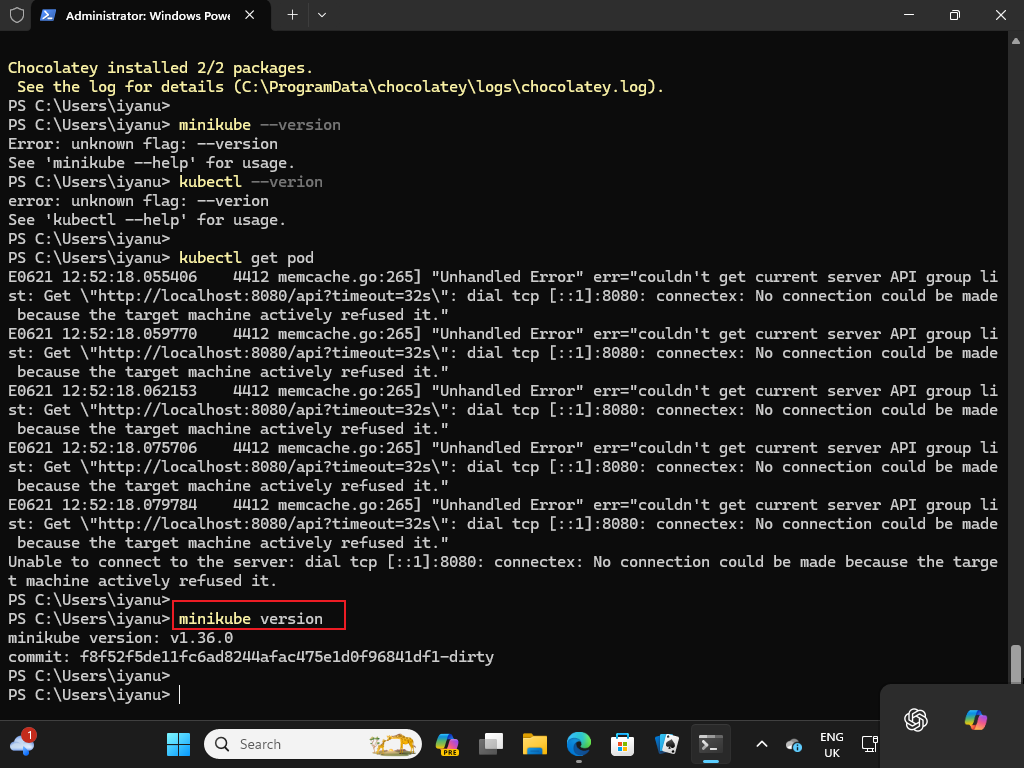 Administrator: Windows Powe
Chocolatey installed 2/2 packages.
 See the log for details (C:\ProgramData\chocolatey\logs\chocolatey.log).
PS C:\Users\iyanu>
PS C:\Users\iyanu> minikube --version
Error: unknown flag: --version
See 'minikube --help' for usage.
PS C:\Users\iyanu> kubectl --verion
error: unknown flag: --verion
See 'kubectl --help' for usage.
PS C:\Users\iyanu>
PS C:\Users\iyanu> kubectl get pod
E0621 12:52:18.055406    4412 memcache.go:265] "Unhandled Error" err="couldn't get current server API group li
st: Get \"http://localhost:8080/api?timeout=32s\": dial tcp [::1]:8080: connectex: No connection could be made
 because the target machine actively refused it."
E0621 12:52:18.059770    4412 memcache.go:265] "Unhandled Error" err="couldn't get current server API group li
st: Get \"http://localhost:8080/api?timeout=32s\": dial tcp [::1]:8080: connectex: No connection could be made
 because the target machine actively refused it."
E0621 12:52:18.062153    4412 memcache.go:265] "Unhandled Error" err="couldn't get current server API group li
st: Get \"http://localhost:8080/api?timeout=32s\": dial tcp [::1]:8080: connectex: No connection could be made
 because the target machine actively refused it."
E0621 12:52:18.075706    4412 memcache.go:265] "Unhandled Error" err="couldn't get current server API group li
st: Get \"http://localhost:8080/api?timeout=32s\": dial tcp [::1]:8080: connectex: No connection could be made
 because the target machine actively refused it."
E0621 12:52:18.079784    4412 memcache.go:265] "Unhandled Error" err="couldn't get current server API group li
st: Get \"http://localhost:8080/api?timeout=32s\": dial tcp [::1]:8080: connectex: No connection could be made
 because the target machine actively refused it."
Unable to connect to the server: dial tcp [::1]:8080: connectex: No connection could be made because the targe
t machine actively refused it.
PS C:\Users\iyanu>
PS C:\Users\iyanu> minikube version
minikube version: v1.36.0
commit: f8f52f5de11fc6ad8244afac475e1d0f96841df1-dirty
PS C:\Users\iyanu>
PS C:\Users\iyanu>
1
Search
PRE
ENG
UK